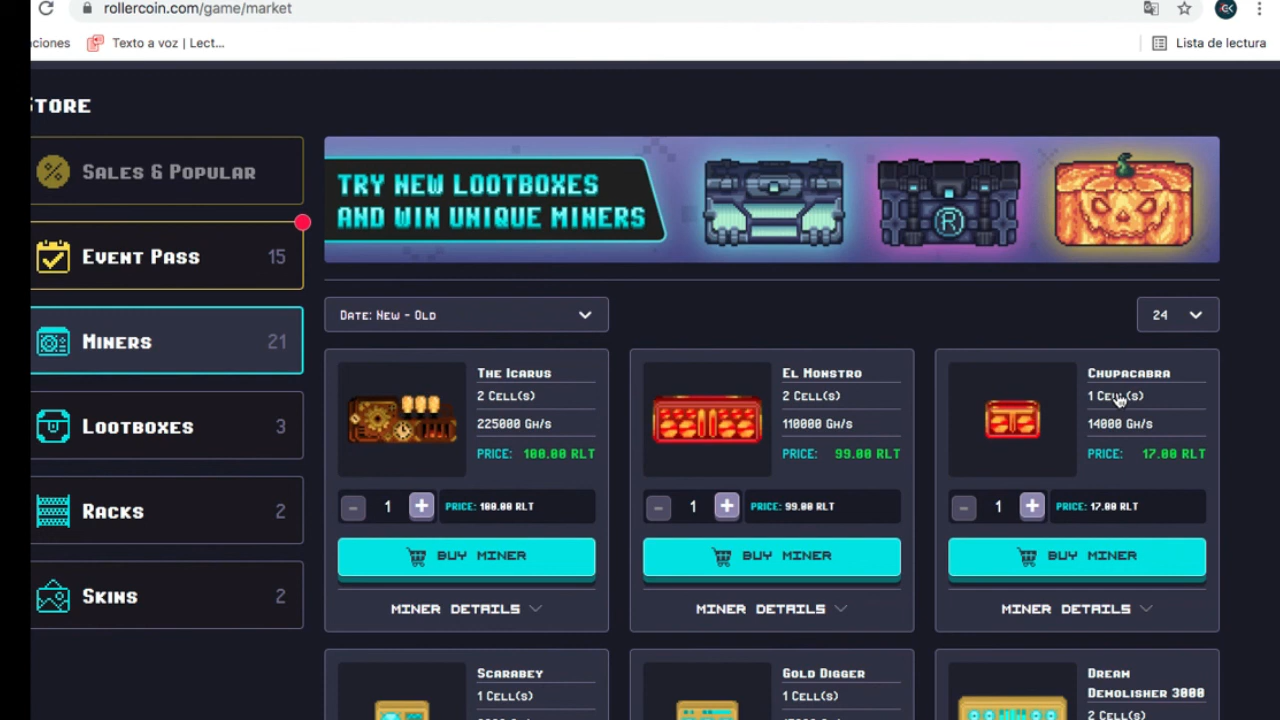 rollercoin.com/game/market
ciones
Texto a voz | Lect...
Lista de lectura
Store
Sales & Popular
Event Pass 15
Miners 21
Lootboxes 3
Racks 2
Skins 2
TRY NEW LOOTBOXES
AND WIN UNIQUE MINERS
R
Date: New - Old
24
The Icarus
2 Cell(s)
225000 Gh/s
PRICE: 100.00 RLT
- 1 + PRICE: 100.00 RLT
BUY MINER
MINER DETAILS
El Monstro
2 Cell(s)
110000 Gh/s
PRICE: 99.00 RLT
- 1 + PRICE: 99.00 RLT
BUY MINER
MINER DETAILS
Chupacabra
1 Cell(s)
14000 Gh/s
PRICE: 17.00 RLT
- 1 + PRICE: 17.00 RLT
BUY MINER
MINER DETAILS
Scarabey
1 Cell(s)
Gold Digger
1 Cell(s)
Dream
Demolisher 3000
2 Cell(s)